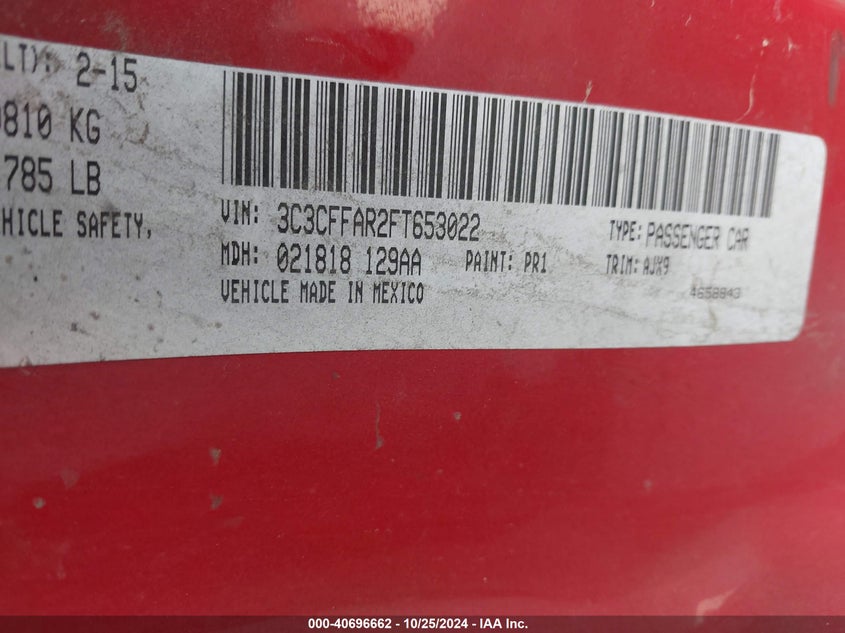 LT): 2-15
810 KG
785 LB
HICLE SAFETY,
VIN: 3C3CFFAR2FT653022
TYPE: PASSENGER CAR
MDH: 021818 129AA
PAINT: PR1
TRIM: AJX9
VEHICLE MADE IN MEXICO
4658843
000-40696662 - 10/25/2024 - IAA Inc.